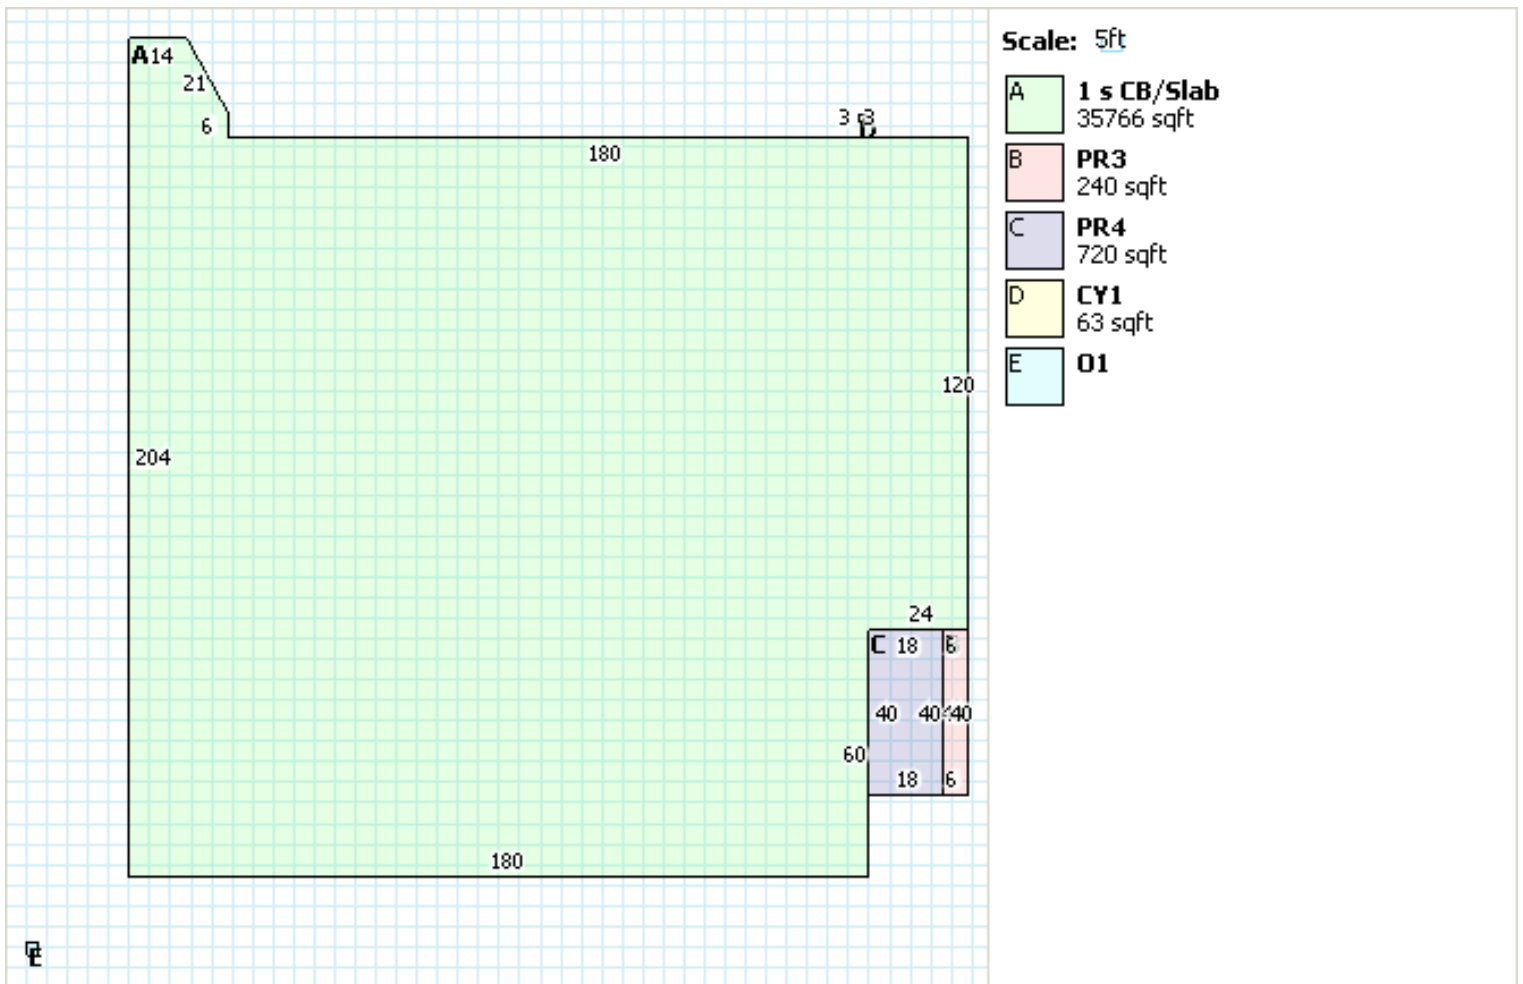 A14
21
6
3 3
D
180
120
204
24
C 18 6
40 40 40
60
18 6
180
E
Scale: 5ft
A 1 s CB/Slab
35766 sqft
B PR3
240 sqft
C PR4
720 sqft
D CY1
63 sqft
E O1